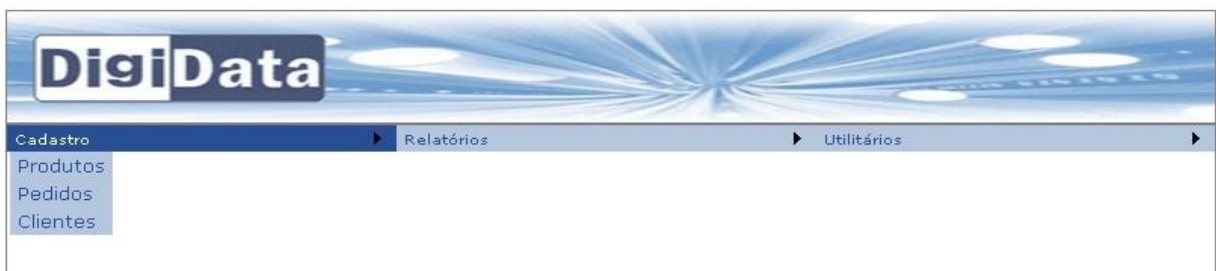 DigiData
Cadastro Relatórios Utilitários
Produtos
Pedidos
Clientes